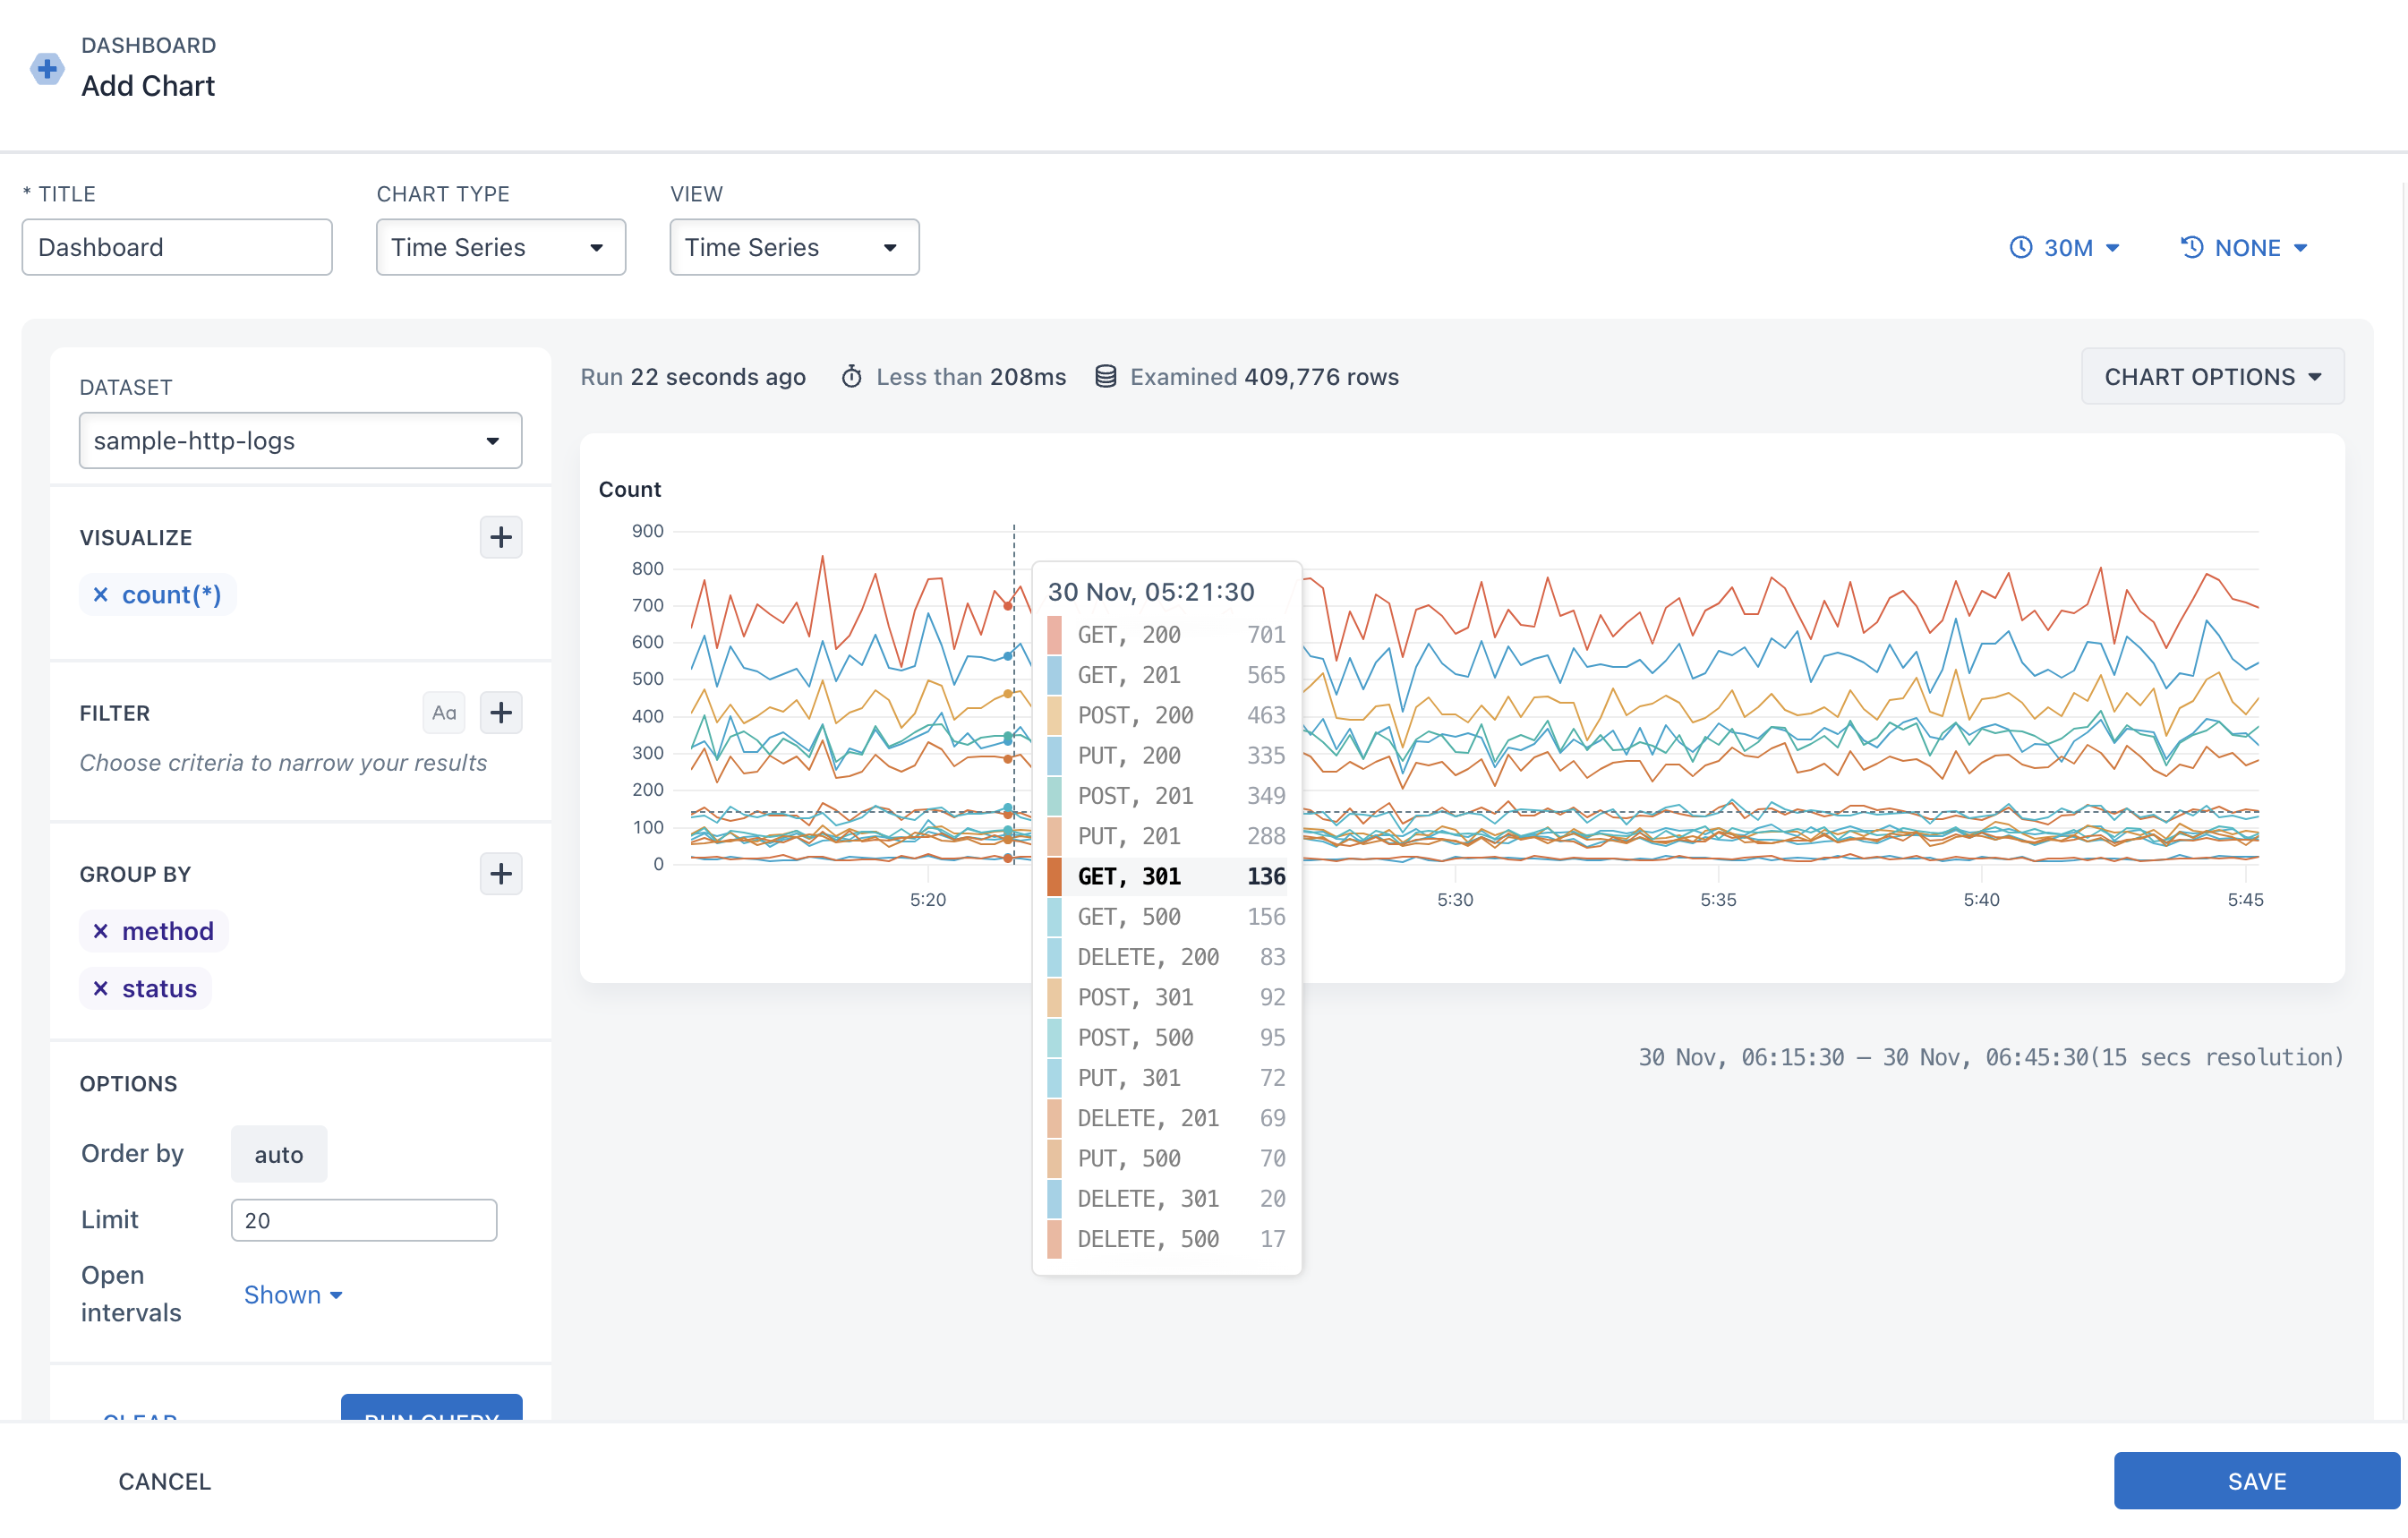 DASHBOARD
Add Chart
* TITLE
CHART TYPE
VIEW
Dashboard
Time Series
Time Series
30M
NONE
DATASET
sample-http-logs
VISUALIZE
count(*)
FILTER
Aa
Choose criteria to narrow your results
GROUP BY
method
status
OPTIONS
Order by
auto
Limit
20
Open
intervals
Shown
CLEAR
RUN QUERY
Run 22 seconds ago
Less than 208ms
Examined 409,776 rows
CHART OPTIONS
Count
900
800
700
600
500
400
300
200
100
0
5:20
5:30
5:35
5:40
5:45
30 Nov, 05:21:30
GET, 200 701
GET, 201 565
POST, 200 463
PUT, 200 335
POST, 201 349
PUT, 201 288
GET, 301 136
GET, 500 156
DELETE, 200 83
POST, 301 92
POST, 500 95
PUT, 301 72
DELETE, 201 69
PUT, 500 70
DELETE, 301 20
DELETE, 500 17
30 Nov, 06:15:30 – 30 Nov, 06:45:30(15 secs resolution)
CANCEL
SAVE